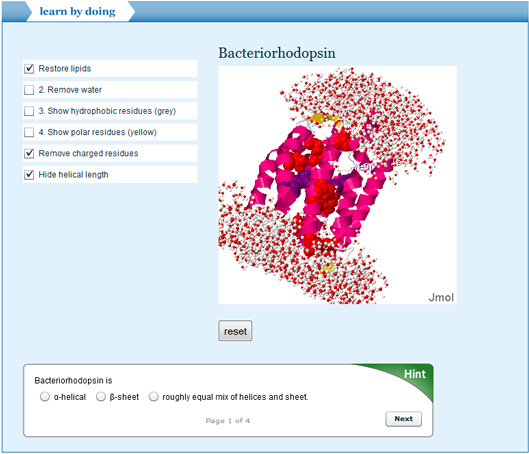 learn by doing
Bacteriorhodopsin
Restore lipids
2. Remove water
3. Show hydrophobic residues (grey)
4. Show polar residues (yellow)
Remove charged residues
Hide helical length
Jmol
reset
Hint
Bacteriorhodopsin is
α-helical β-sheet roughly equal mix of helices and sheet.
Page 1 of 4
Next